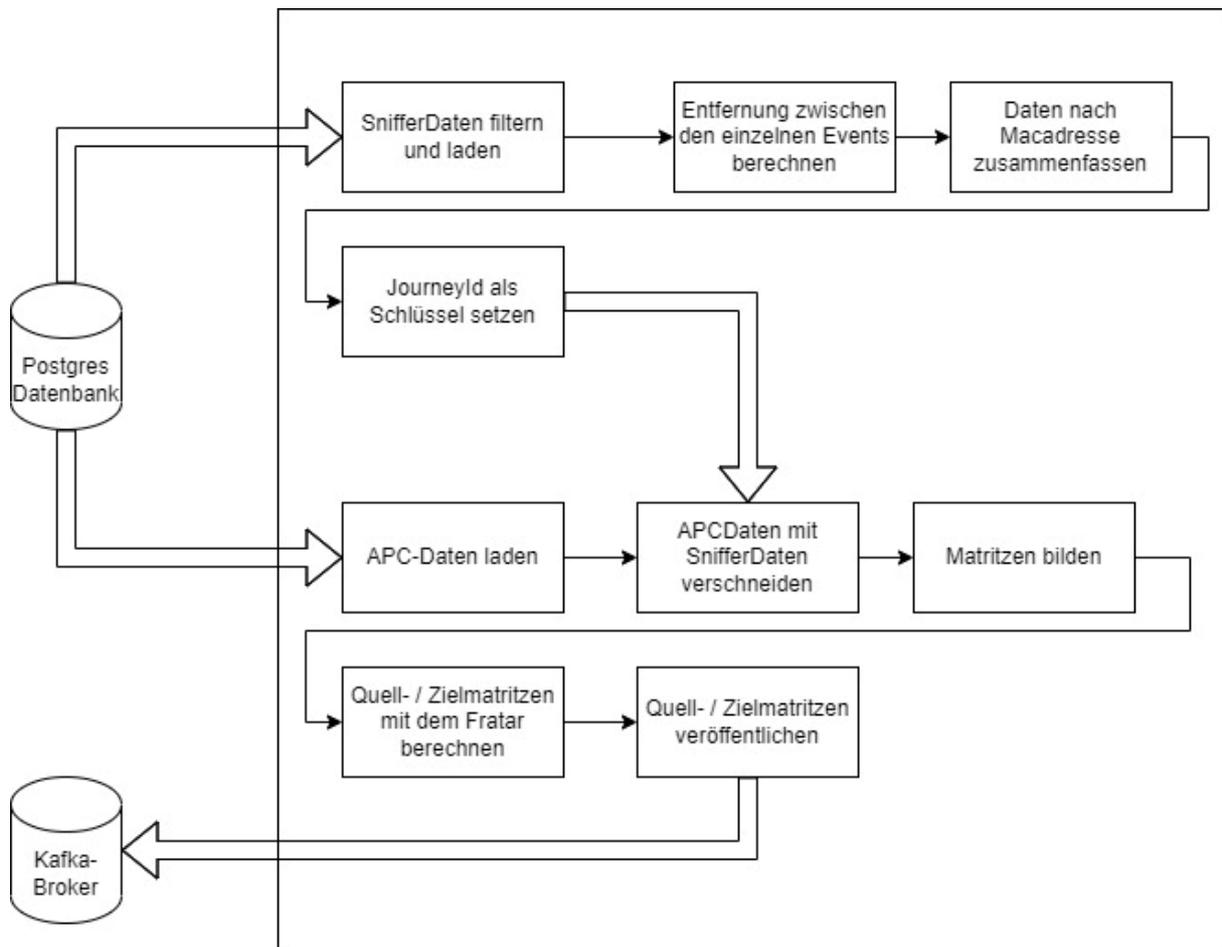 SnifferDaten filtern
und laden
Entfernung zwischen
den einzelnen Events
berechnen
Daten nach
Macadresse
zusammenfassen
JourneyId als
Schlüssel setzen
Postgres
Datenbank
APC-Daten laden
APCDaten mit
SnifferDaten
verschneiden
Matritzen bilden
Quell- / Zielmatritzen
mit dem Fratar
berechnen
Quell- / Zielmatritzen
veröffentlichen
Kafka-
Broker